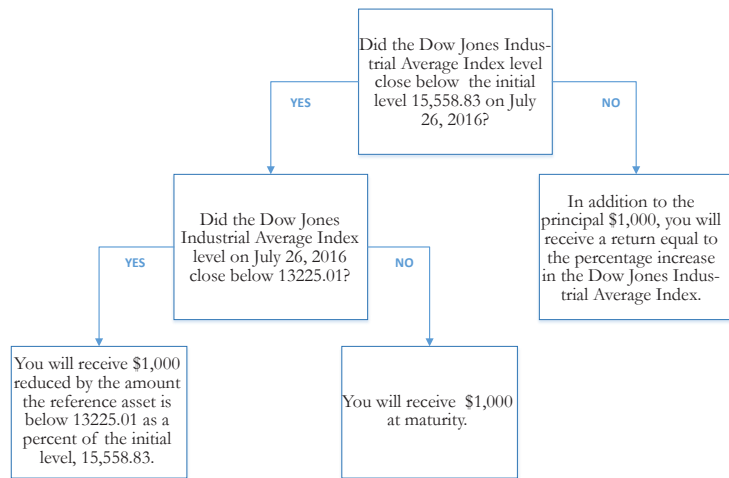 Did the Dow Jones Indus-
trial Average Index level
close below the initial
level 15,558.83 on July
26, 2016?
YES
NO
Did the Dow Jones
Industrial Average Index
level on July 26, 2016
close below 13225.01?
In addition to the
principal $1,000, you will
receive a return equal to
the percentage increase
in the Dow Jones Indus-
trial Average Index.
YES
NO
You will receive $1,000
reduced by the amount
the reference asset is
below 13225.01 as a
percent of the initial
level, 15,558.83.
You will receive $1,000
at maturity.